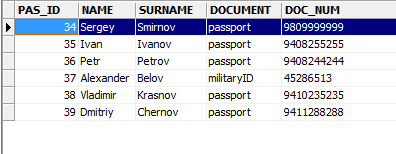 PAS_ID NAME SURNAME DOCUMENT DOC_NUM
34 Sergey Smirnov passport 9809999999
35 Ivan Ivanov passport 9408255255
36 Petr Petrov passport 9408244244
37 Alexander Belov militaryID 45286513
38 Vladimir Krasnov passport 9410235235
39 Dmitriy Chernov passport 9411288288